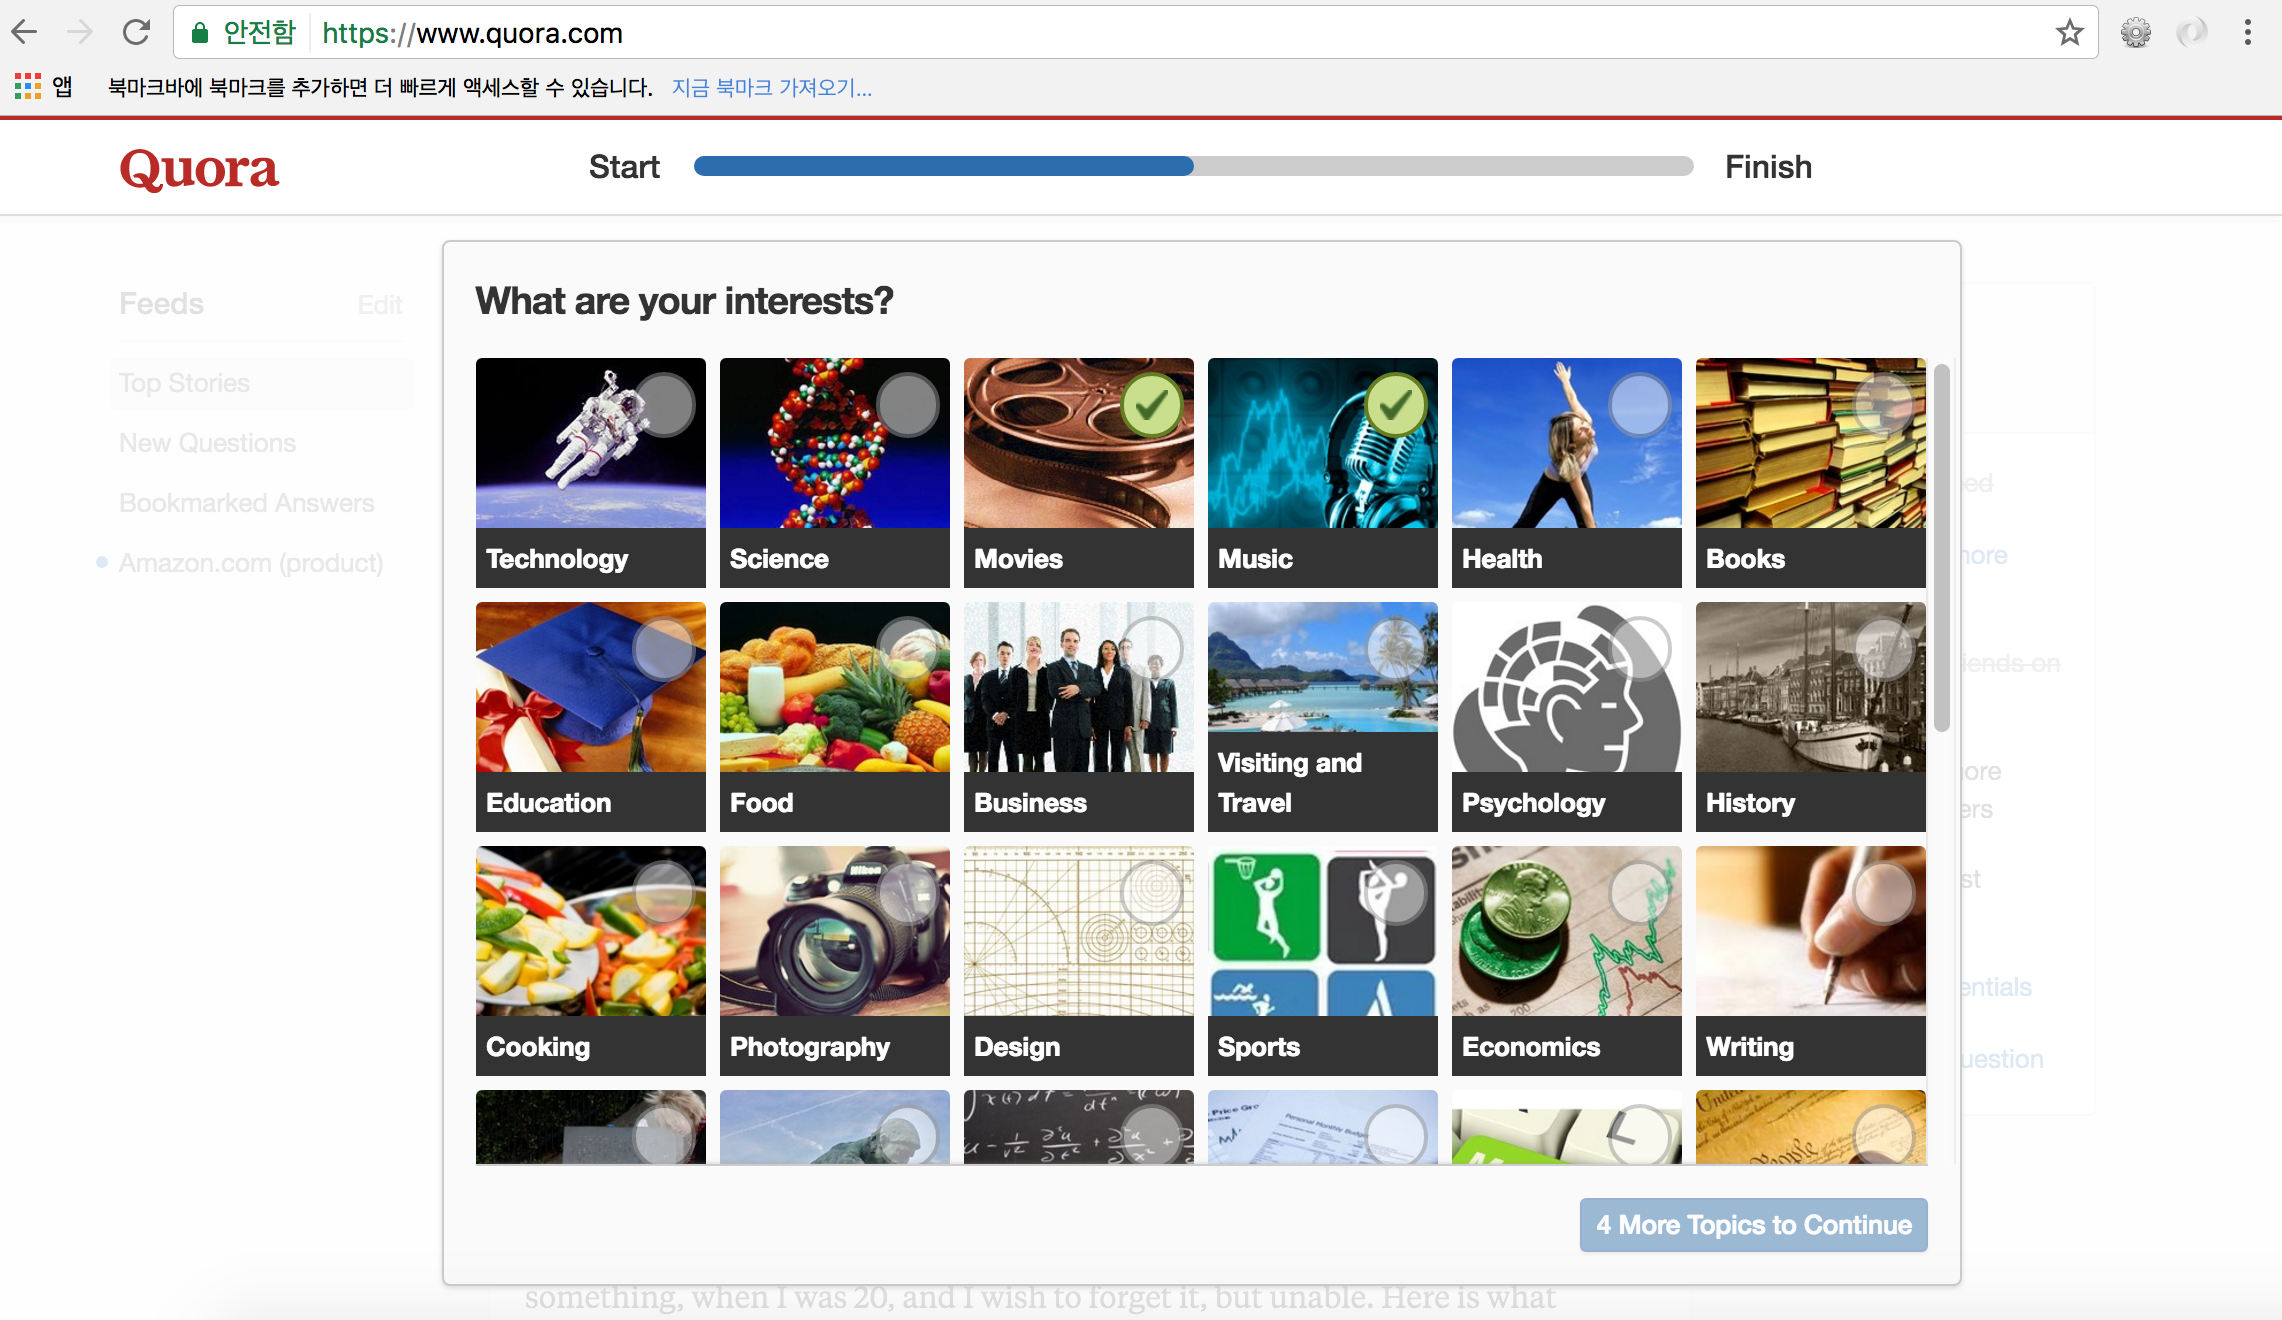 안전함 https://www.quora.com
앱 북마크바에 북마크를 추가하면 더 빠르게 액세스할 수 있습니다. 지금 북마크 가져오기...
Quora
Start
Finish
Feeds
Edit
Top Stories
New Questions
Bookmarked Answers
Amazon.com (product)
What are your interests?
Technology
Science
Movies
Music
Health
Books
Education
Food
Business
Visiting and
Travel
Psychology
History
Nikon
Cooking
Photography
Design
Sports
Economics
Writing
Personal Monthly Budget
4 More Topics to Continue
something, when I was 20, and I wish to forget it, but unable. Here is what